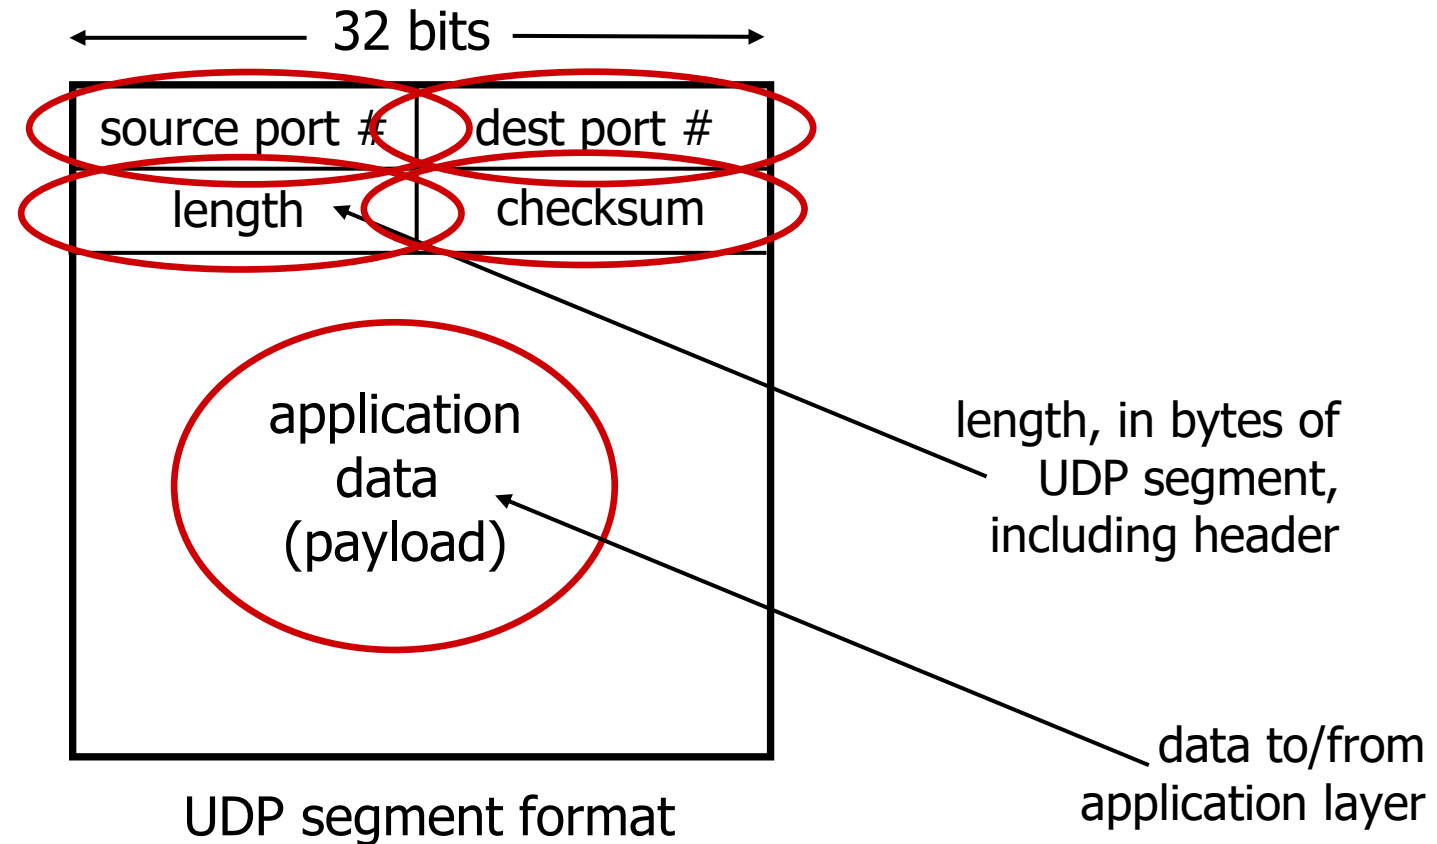 32 bits
source port #
dest port #
length
checksum
application
data
(payload)
length, in bytes of
UDP segment,
including header
data to/from
application layer
UDP segment format